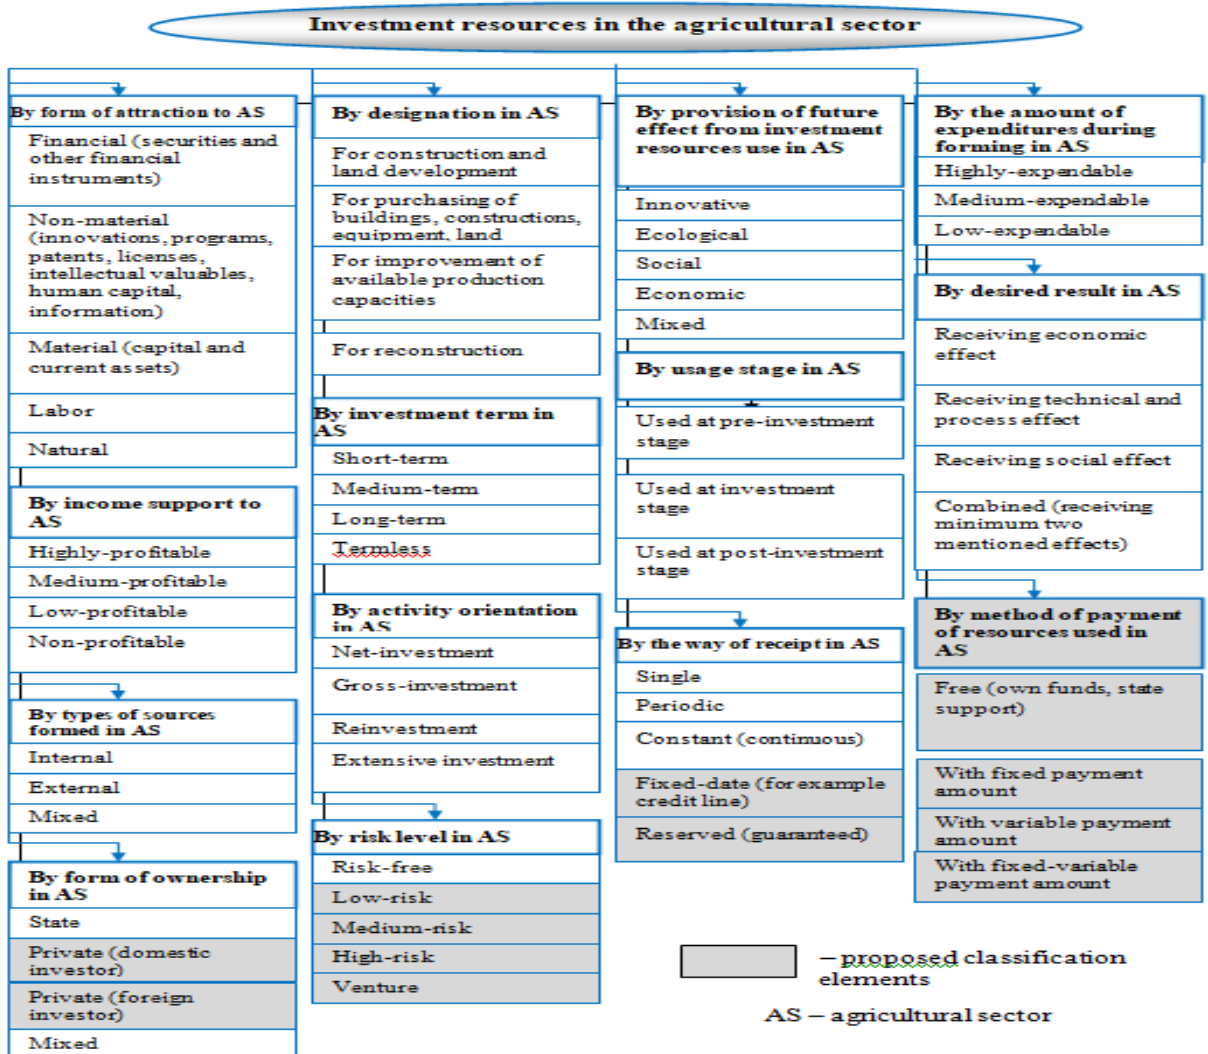 Investment resources in the agricultural sector
By form of attraction to AS
Financial (securities and
other financial
instruments)
Non-material
(innovations, programs,
patents, licenses,
intellectual valuables,
human capital,
information)
Material (capital and
current assets)
Labor
Natural
By income support to
AS
Highly-profitable
Medium-profitable
Low-profitable
Non-profitable
By types of sources
formed in AS
Internal
External
Mixed
By form of ownership
in AS
State
Private (domestic
investor)
Private (foreign
investor)
Mixed
By designation in AS
For construction and
land development
For purchasing of
buildings, constructions,
equipment, land
For improvement of
available production
capacities
For reconstruction
By investment term in
AS
Short-term
Medium-term
Long-term
Termless
By activity orientation
in AS
Net-investment
Gross-investment
Reinvestment
Extensive investment
By risk level in AS
Risk-free
Low-risk
Medium-risk
High-risk
Venture
By provision of future
effect from investment
resources use in AS
Innovative
Ecological
Social
Economic
Mixed
By usage stage in AS
Used at pre-investment
stage
Used at investment
stage
Used at post-investment
stage
By the way of receipt in AS
Single
Periodic
Constant (continuous)
Fixed-date (for example
credit line)
Reserved (guaranteed)
By the amount of
expenditures during
forming in AS
Highly-expendable
Medium-expendable
Low-expendable
By desired result in AS
Receiving economic
effect
Receiving technical and
process effect
Receiving social effect
Combined (receiving
minimum two
mentioned effects)
By method of payment
of resources used in
AS
Free (own funds, state
support)
With fixed payment
amount
With variable payment
amount
With fixed-variable
payment amount
– proposed classification
elements
AS – agricultural sector